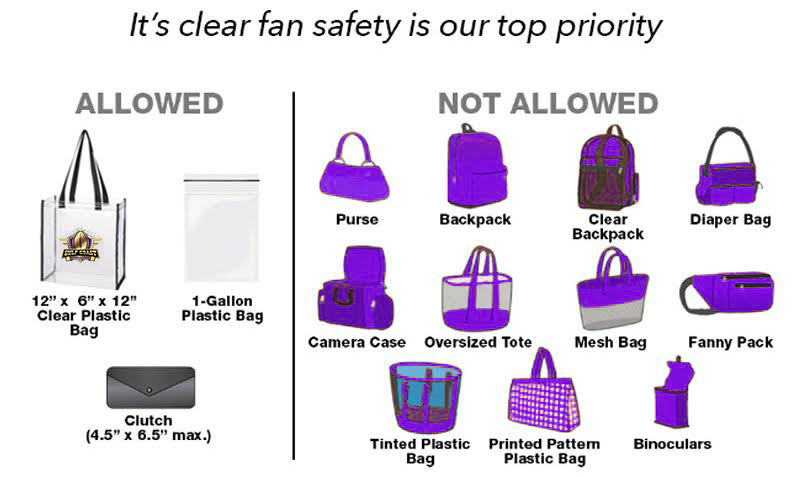 It's clear fan safety is our top priority
ALLOWED
GULF COAST
12” x 6” x 12”
Clear Plastic
Bag
1-Gallon
Plastic Bag
Clutch
(4.5” x 6.5” max.)
NOT ALLOWED
Purse
Backpack
Clear
Backpack
Diaper Bag
Camera Case
Oversized Tote
Mesh Bag
Fanny Pack
Tinted Plastic
Bag
Printed Pattern
Plastic Bag
Binoculars